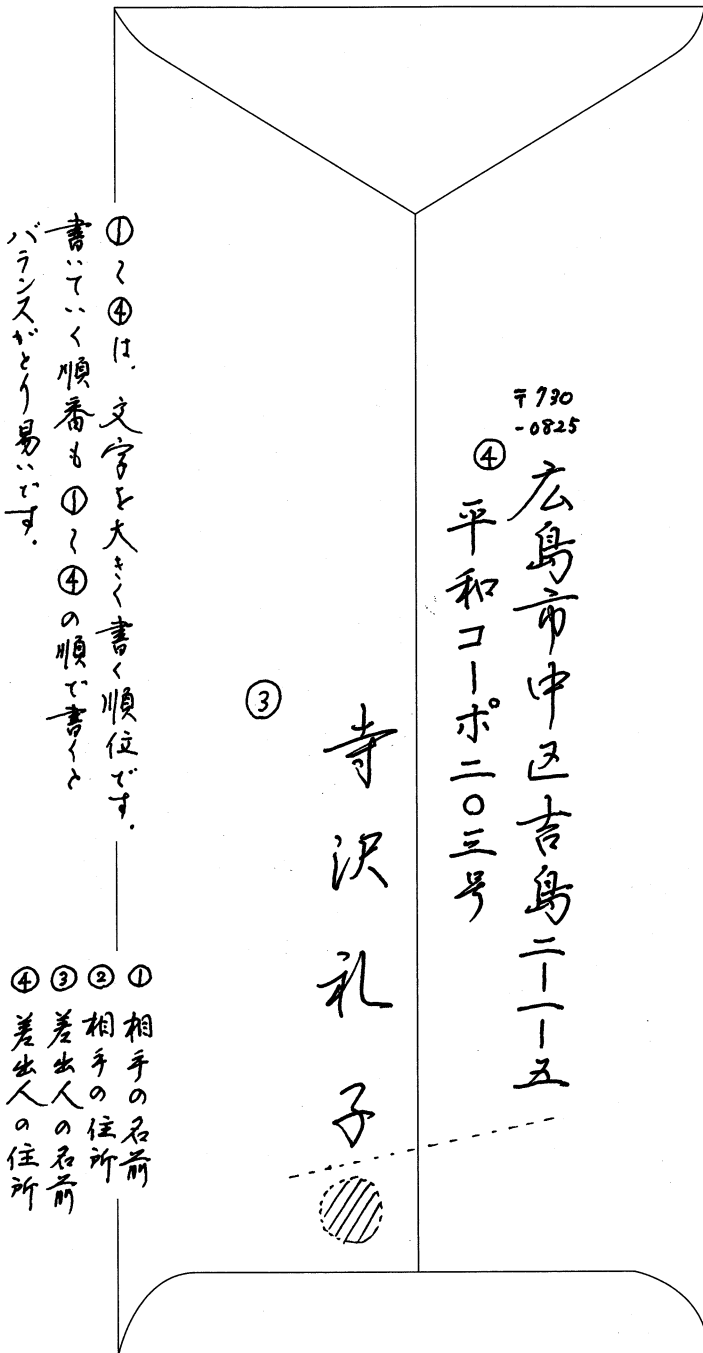 〒730
-0825
広島市中区吉島二ー一ー五
④
平和コーポ二〇三号
寺沢礼子
③
①〜④は、文字を大きく書く順位です。
書いていく順番も①〜④の順で書くと
バランスがとり易いです。
① 相手の名前
② 相手の住所
③ 差出人の名前
④ 差出人の住所